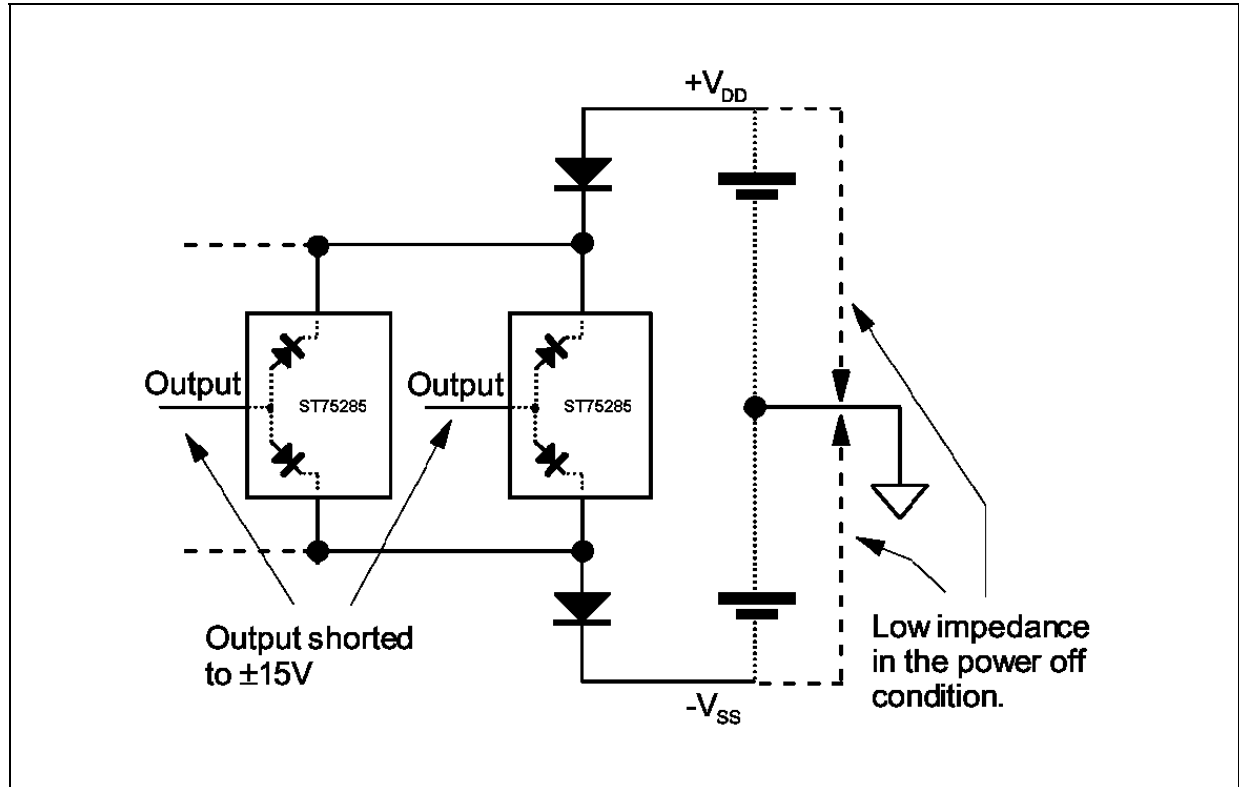 +VDD
Output
ST75285
Output
ST75285
Output shorted
to ±15V
Low impedance
in the power off
condition.
-VSS